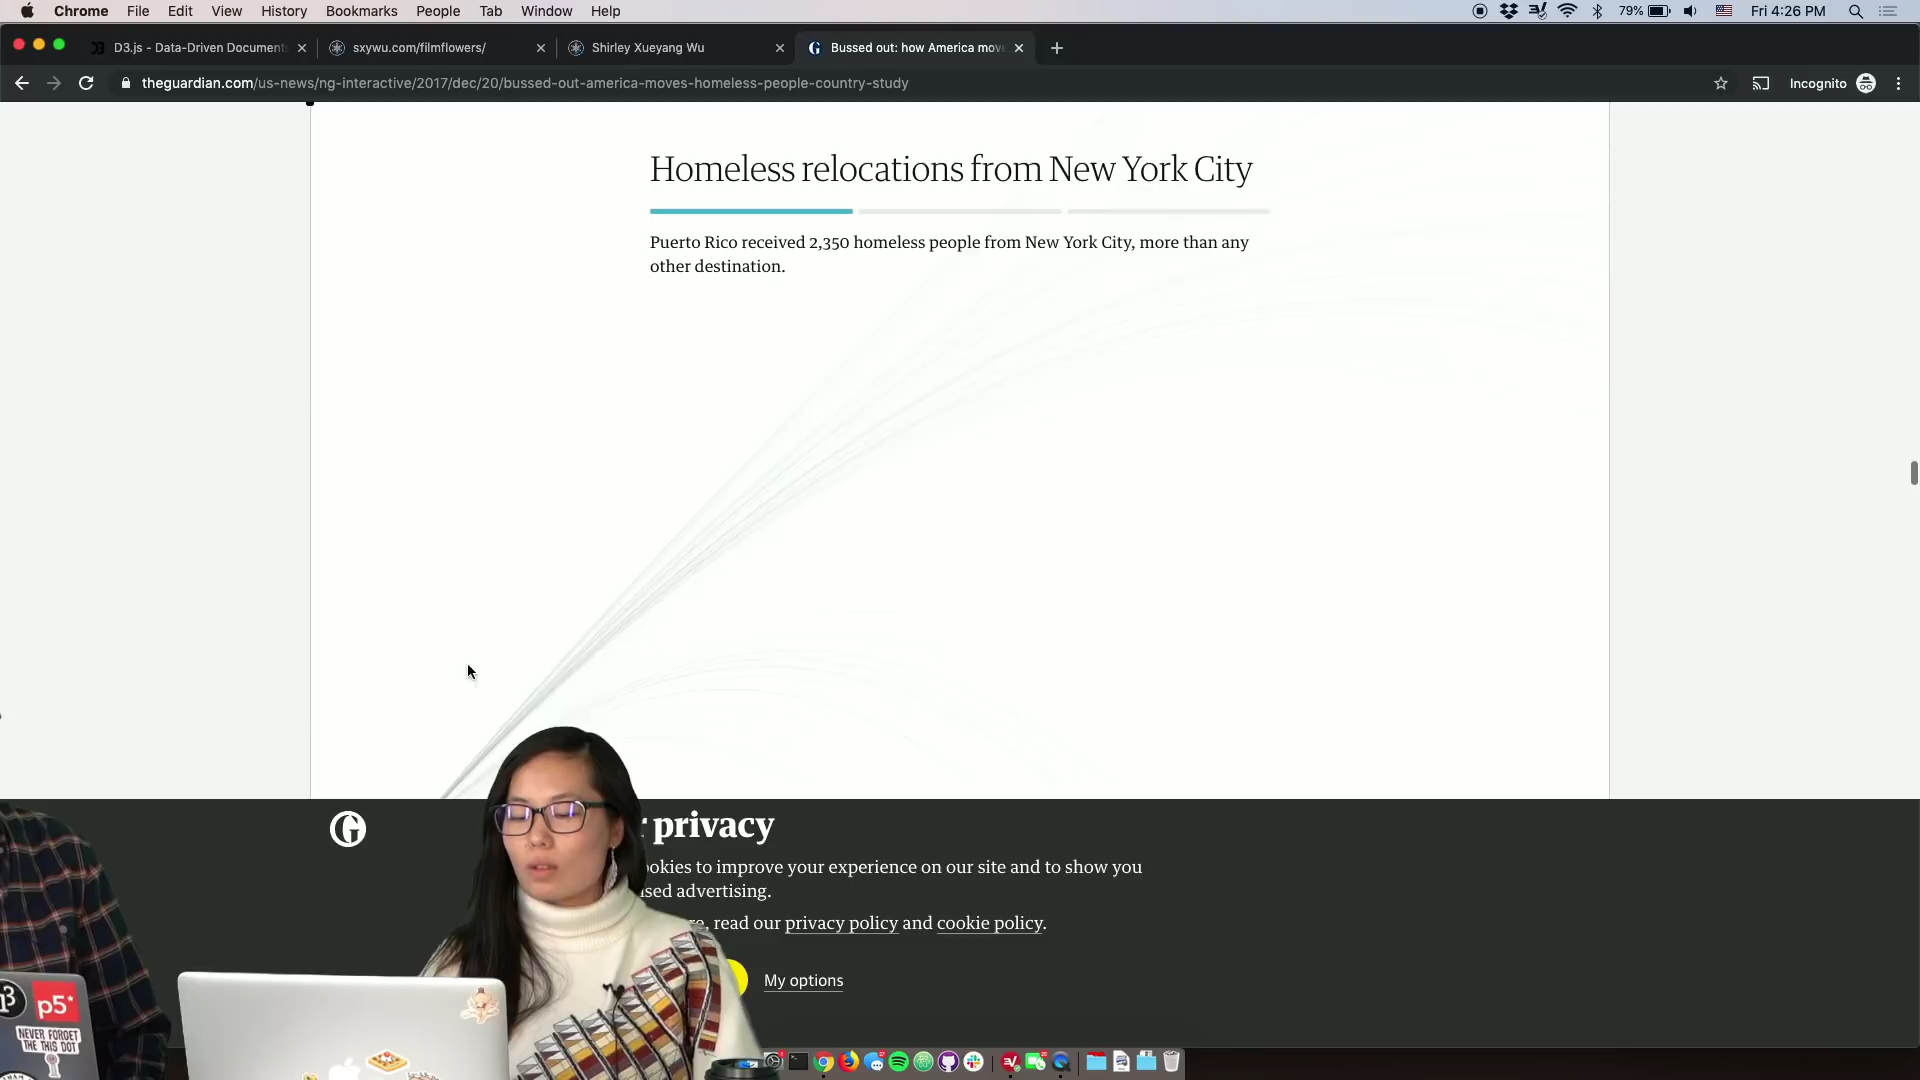 Chrome File Edit View History Bookmarks People Tab Window Help 79% Fri 4:26 PM
D3.js - Data-Driven Document sxywu.com/filmflowers/ Shirley Xueyang Wu Bussed out: how America mov
theguardian.com/us-news/ng-interactive/2017/dec/20/bussed-out-america-moves-homeless-people-country-study Incognito
Homeless relocations from New York City
Puerto Rico received 2,350 homeless people from New York City, more than any
other destination.
privacy
ookies to improve your experience on our site and to show you
ised advertising.
re, read our privacy policy and cookie policy.
My options
p5*
NEVER FORGET
THE THIS DOT